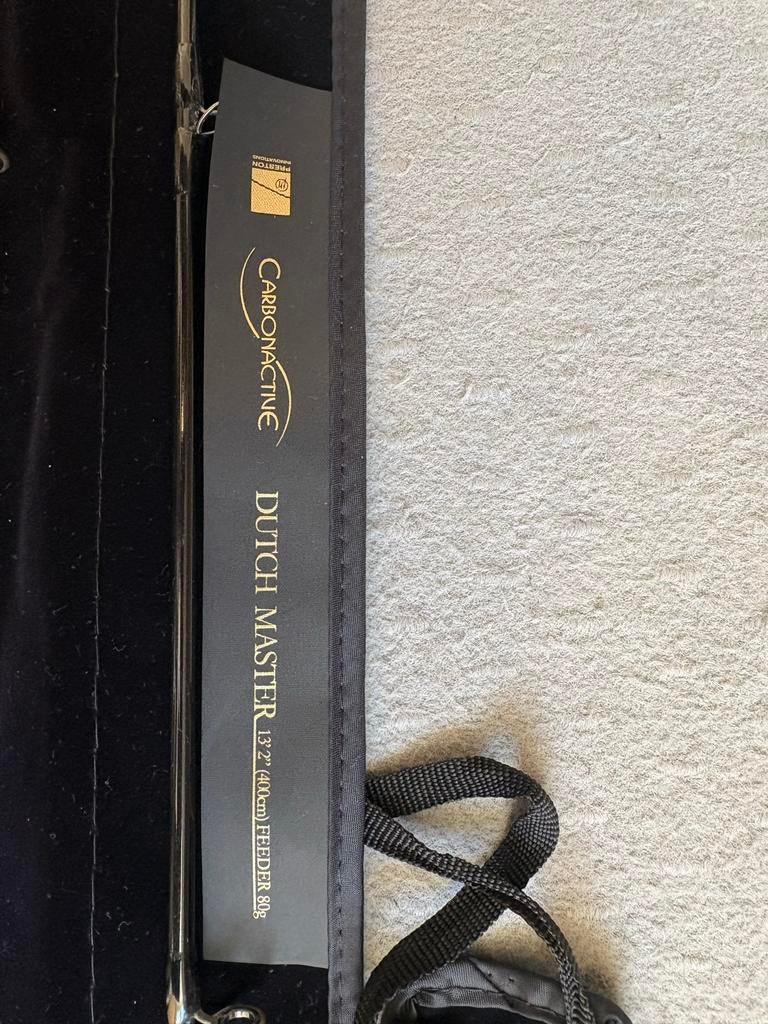 PRESTON
INNOVATIONS
CARBONACTIVE
DUTCH MASTER 13' 2" (400cm) FEEDER 80g